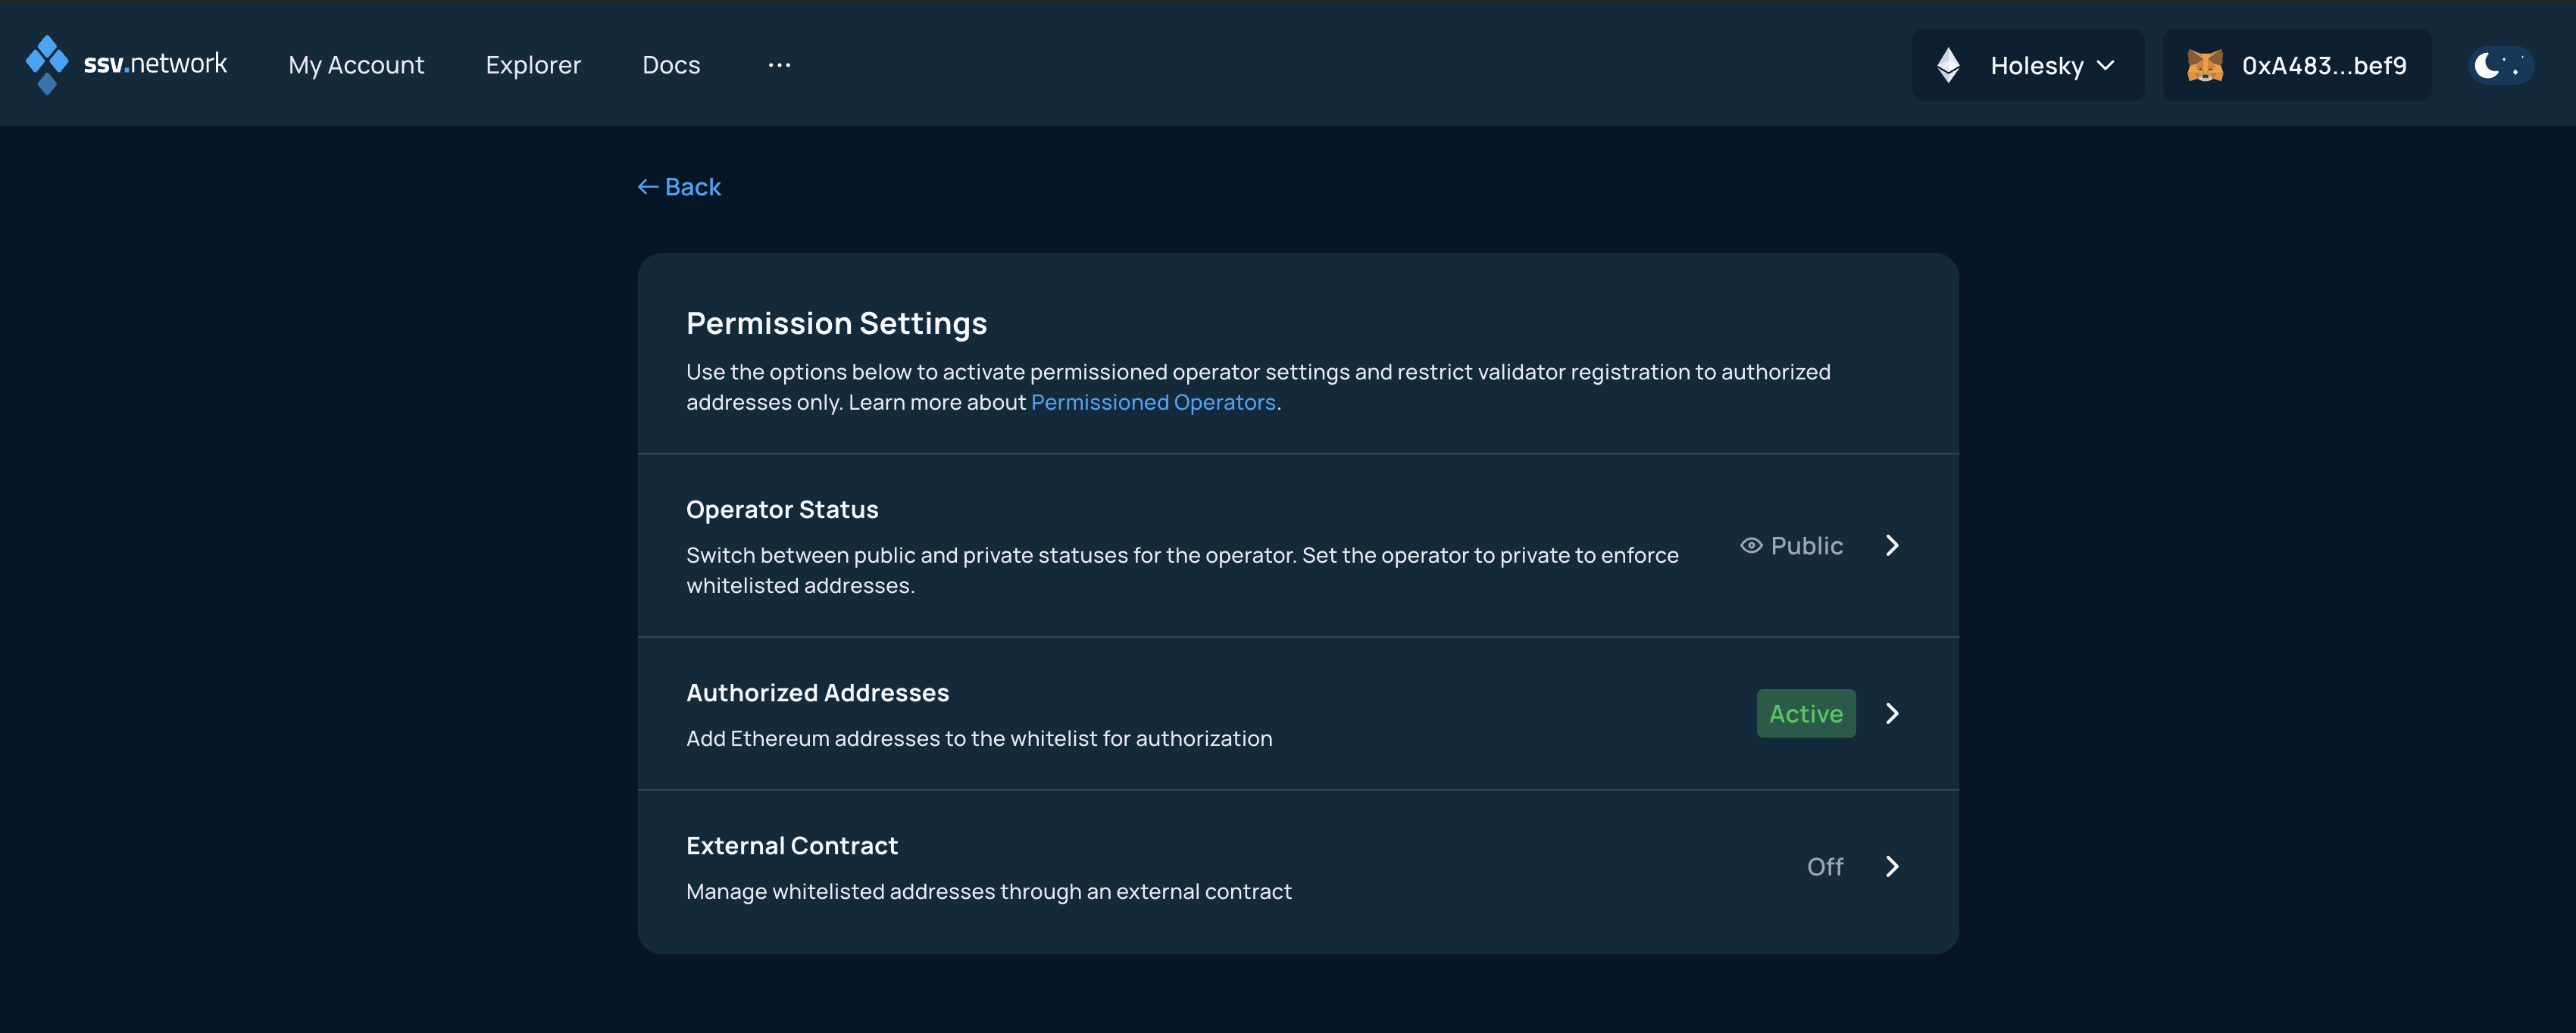 ssv.network
My Account
Explorer
Docs
...
Holesky
0xA483...bef9
Back
Permission Settings
Use the options below to activate permissioned operator settings and restrict validator registration to authorized
addresses only. Learn more about Permissioned Operators.
Operator Status
Switch between public and private statuses for the operator. Set the operator to private to enforce
whitelisted addresses.
Public
Authorized Addresses
Add Ethereum addresses to the whitelist for authorization
Active
External Contract
Manage whitelisted addresses through an external contract
Off